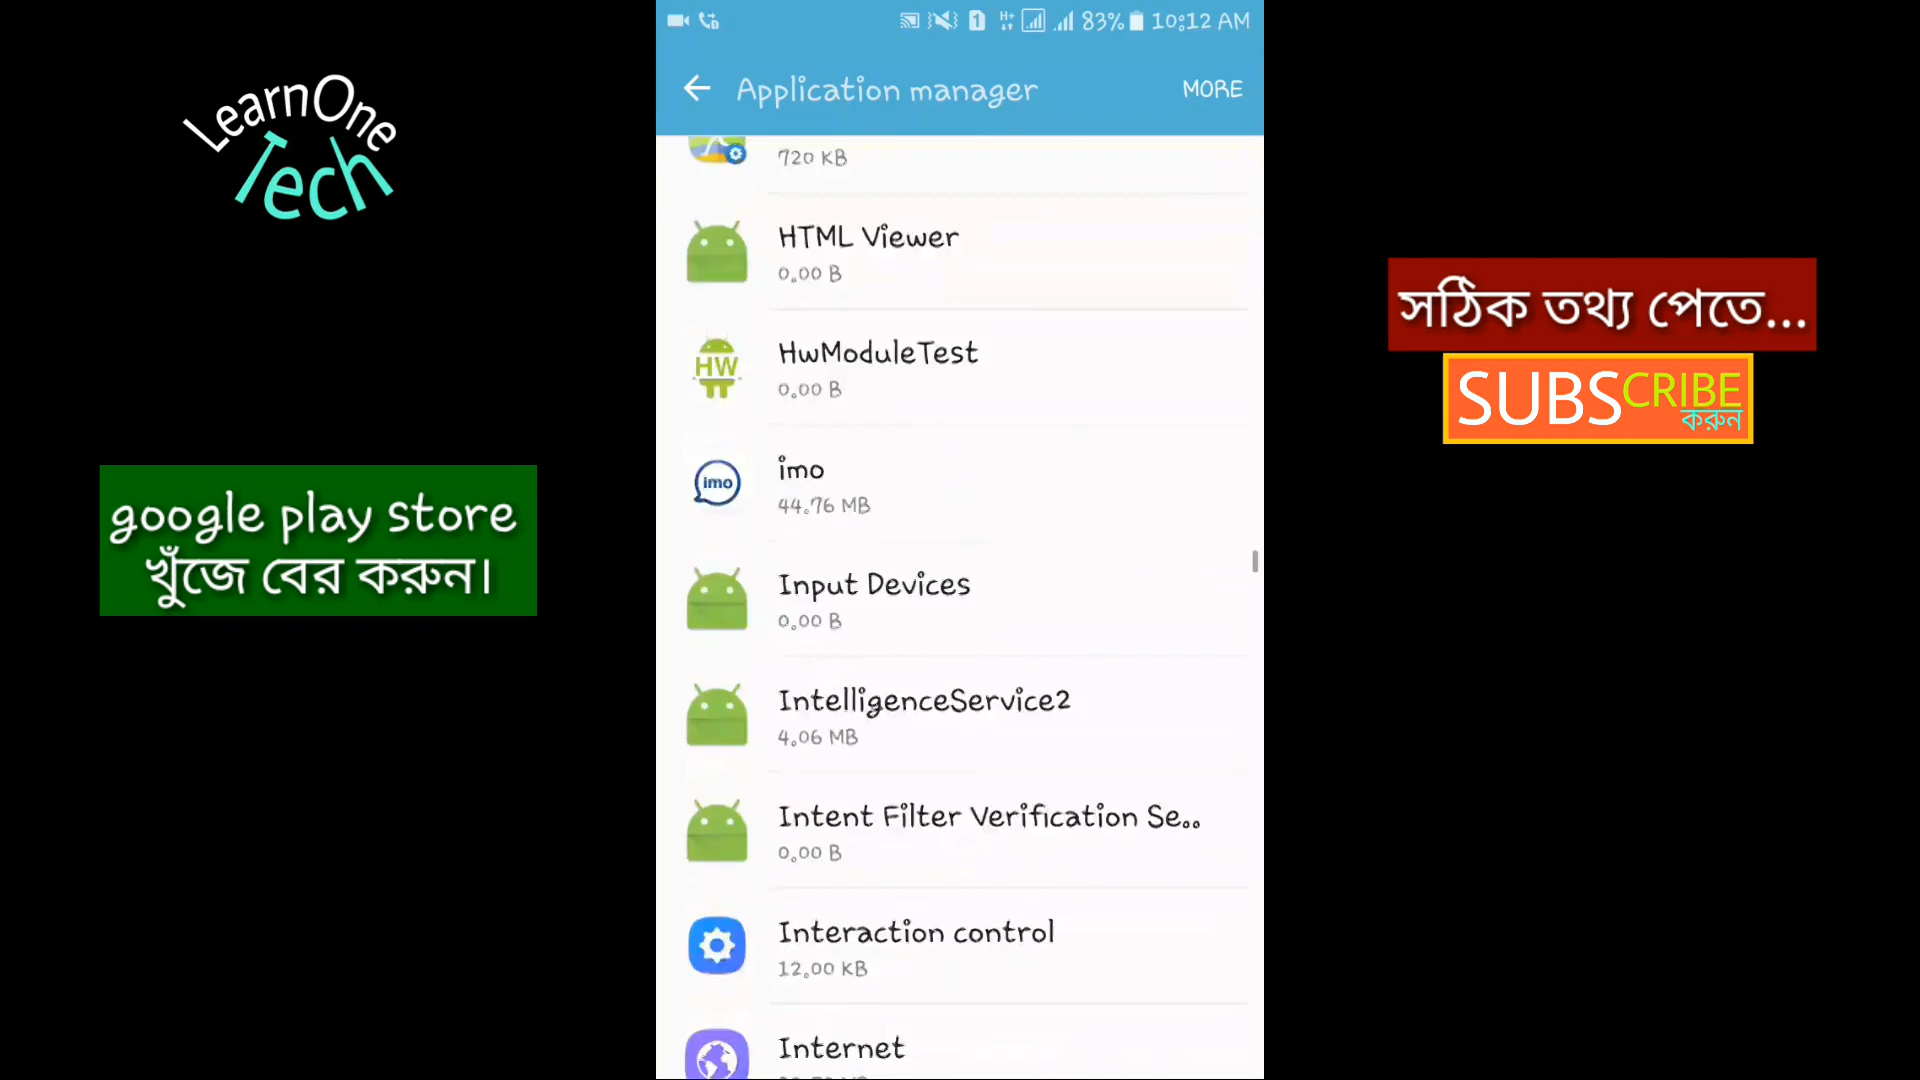 83% 10:12 AM
Application manager
MORE
720 KB
HTML Viewer
0.00 B
HW
HwModuleTest
0.00 B
imo
imo
44.76 MB
Input Devices
0.00 B
IntelligenceService2
4.06 MB
Intent Filter Verification Se..
0.00 B
Interaction control
12.00 KB
Internet
LearnOne
Tech
google play store
খুঁজে বের করুন।
সঠিক তথ্য পেতে...
SUBSCRIBE
করুন